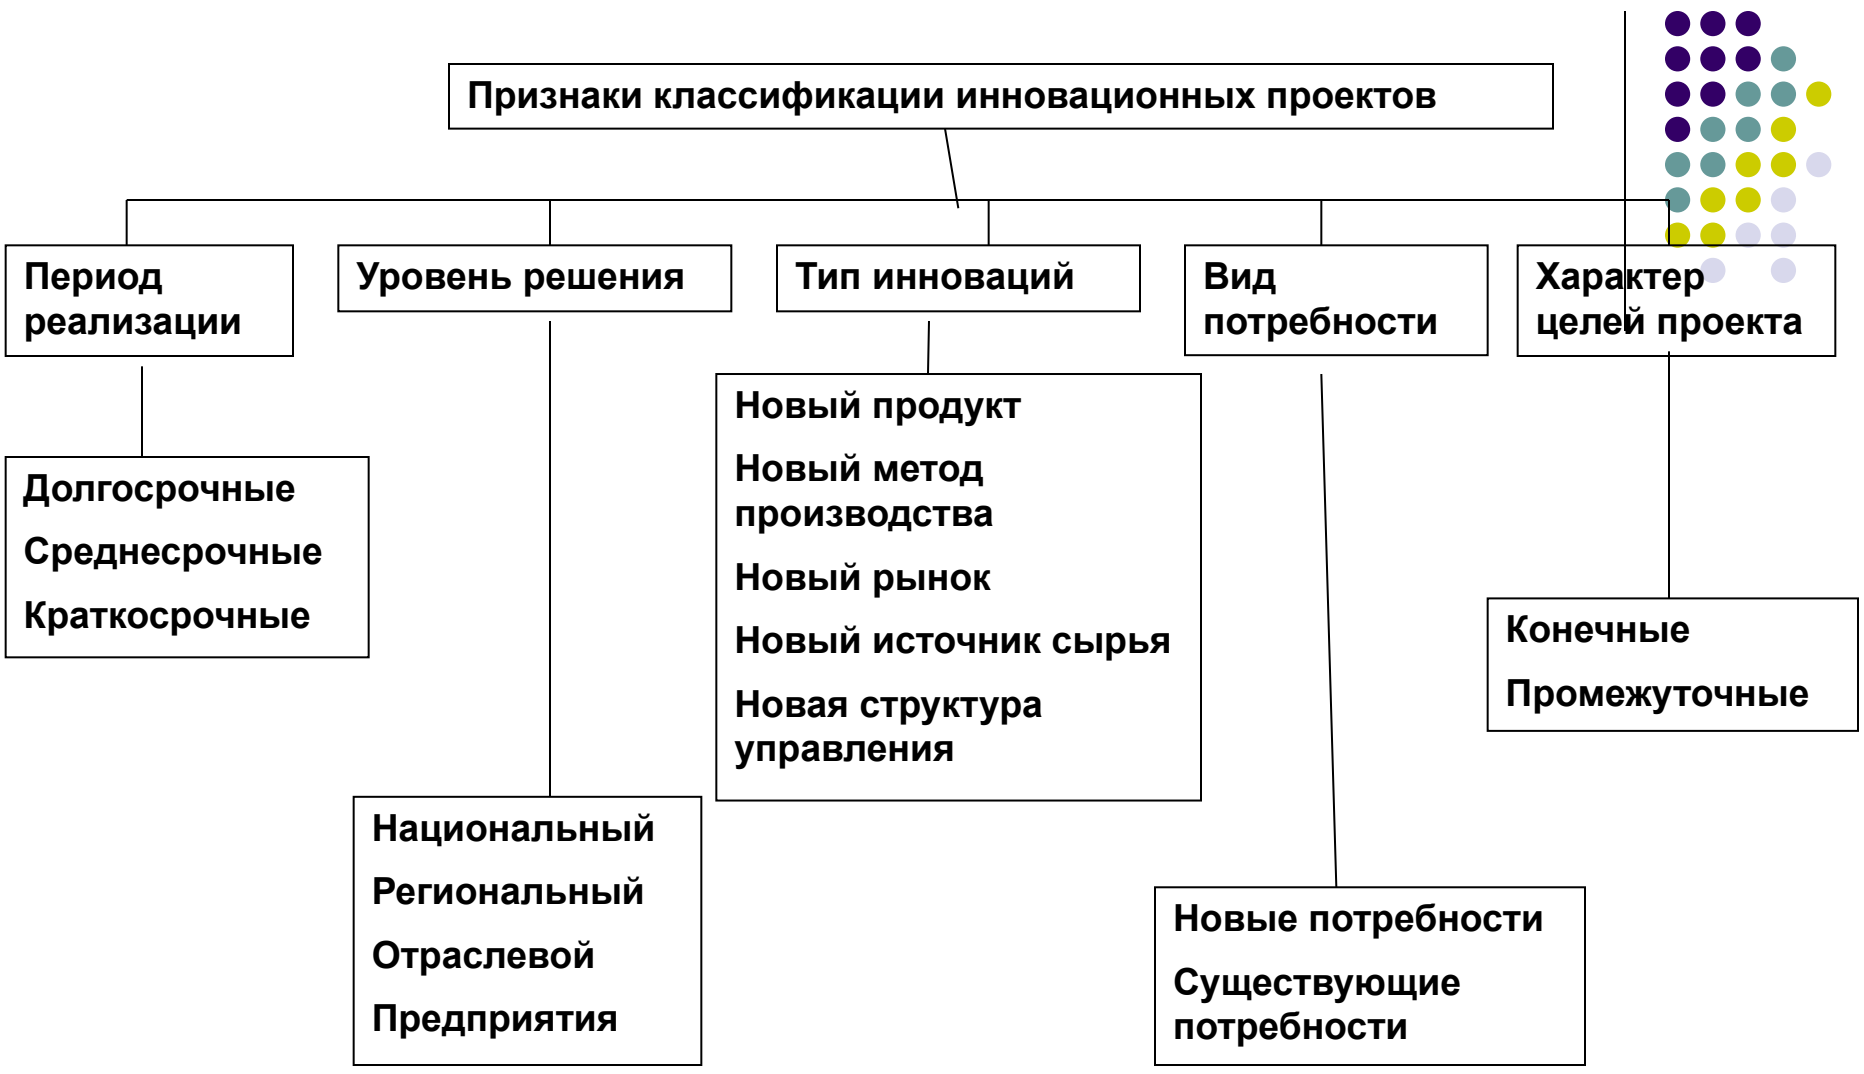 Признаки классификации инновационных проектов
Период
реализации
Уровень решения
Тип инноваций
Вид
потребности
Характер
целей проекта
Долгосрочные
Среднесрочные
Краткосрочные
Национальный
Региональный
Отраслевой
Предприятия
Новый продукт
Новый метод
производства
Новый рынок
Новый источник сырья
Новая структура
управления
Новые потребности
Существующие
потребности
Конечные
Промежуточные